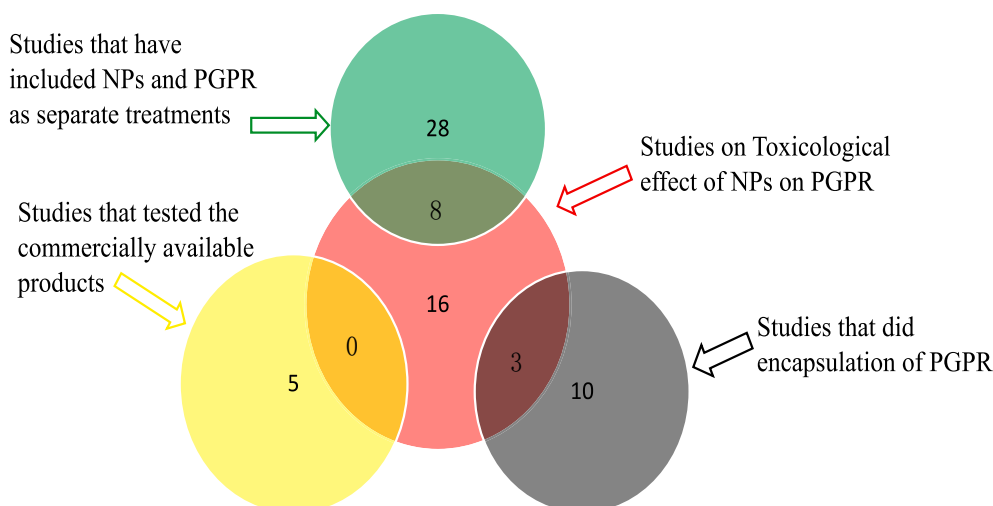 Studies that have
included NPs and PGPR
as separate treatments
28
Studies on Toxicological
effect of NPs on PGPR
8
Studies that tested the
commercially available
products
16
0
3
5
10
Studies that did
encapsulation of PGPR